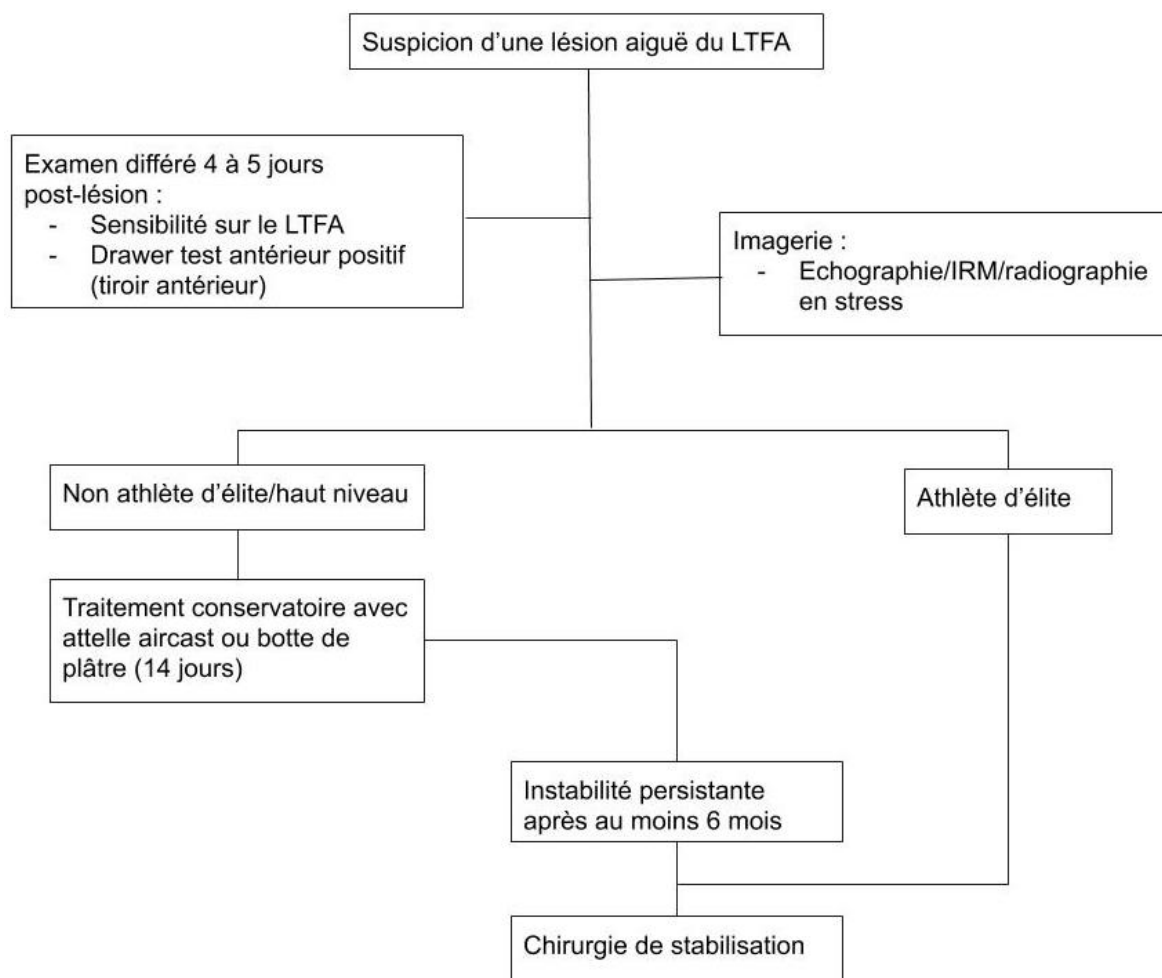 Suspicion d'une lésion aiguë du LTFA
Examen différé 4 à 5 jours
post-lésion :
- Sensibilité sur le LTFA
- Drawer test antérieur positif
(tiroir antérieur)
Imagerie :
- Echographie/IRM/radiographie
en stress
Non athlète d'élite/haut niveau
Athlète d'élite
Traitement conservatoire avec
attelle aircast ou botte de
plâtre (14 jours)
Instabilité persistante
après au moins 6 mois
Chirurgie de stabilisation